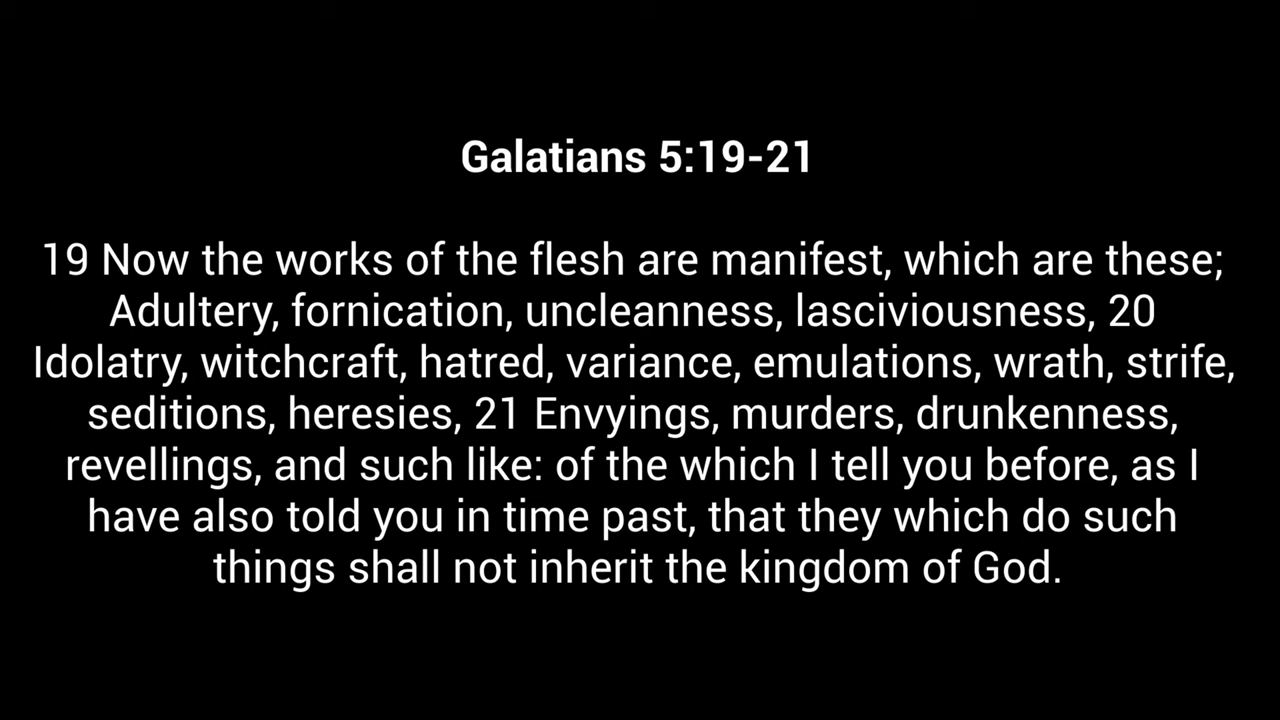 Galatians 5:19-21
19 Now the works of the flesh are manifest, which are these;
Adultery, fornication, uncleanness, lasciviousness, 20
Idolatry, witchcraft, hatred, variance, emulations, wrath, strife,
seditions, heresies, 21 Envyings, murders, drunkenness,
revellings, and such like: of the which I tell you before, as I
have also told you in time past, that they which do such
things shall not inherit the kingdom of God.